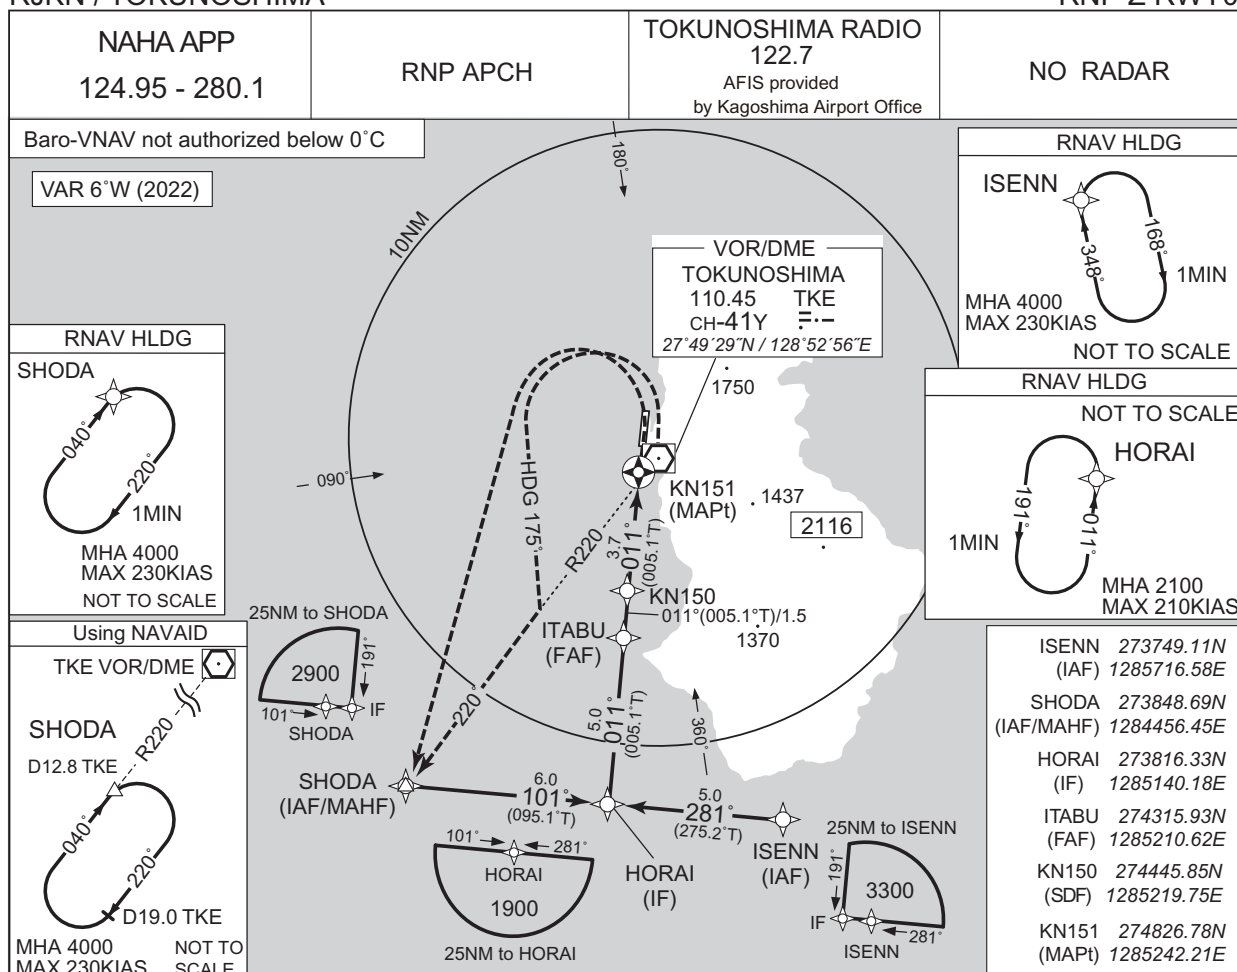 RJKN / TOKUNOSHIMA
RNP Z RWY
NAHA APP
124.95 - 280.1
RNP APCH
TOKUNOSHIMA RADIO
122.7
AFIS provided
by Kagoshima Airport Office
NO RADAR
Baro-VNAV not authorized below 0˚C
VAR 6˚W (2022)
10NM
180˚
090˚
360˚
VOR/DME
TOKUNOSHIMA
110.45 TKE
CH-41Y
27˚49´29˝N / 128˚52´56˝E
RNAV HLDG
ISENN
348˚
168˚
1MIN
MHA 4000
MAX 230KIAS
NOT TO SCALE
RNAV HLDG
SHODA
040˚
220˚
1MIN
MHA 4000
MAX 230KIAS
NOT TO SCALE
RNAV HLDG
NOT TO SCALE
HORAI
191˚
011˚
1MIN
MHA 2100
MAX 210KIAS
1750
1437
2116
1370
KN151
(MAPt)
HDG 175˚
R220
3.7
011˚
(005.1˚T)
KN150
011˚(005.1˚T)/1.5
ITABU
(FAF)
5.0
011˚
(005.1˚T)
220˚
25NM to SHODA
2900
191˚
101˚
IF
SHODA
Using NAVAID
TKE VOR/DME
R220
SHODA
D12.8 TKE
040˚
220˚
D19.0 TKE
MHA 4000
MAX 230KIAS
NOT TO
SCALE
SHODA
(IAF/MAHF)
6.0
101˚
(095.1˚T)
5.0
281˚
(275.2˚T)
HORAI
(IF)
ISENN
(IAF)
101˚
281˚
HORAI
1900
25NM to HORAI
25NM to ISENN
191˚
3300
IF
281˚
ISENN
ISENN 273749.11N
(IAF) 1285716.58E
SHODA 273848.69N
(IAF/MAHF) 1284456.45E
HORAI 273816.33N
(IF) 1285140.18E
ITABU 274315.93N
(FAF) 1285210.62E
KN150 274445.85N
(SDF) 1285219.75E
KN151 274826.78N
(MAPt) 1285242.21E